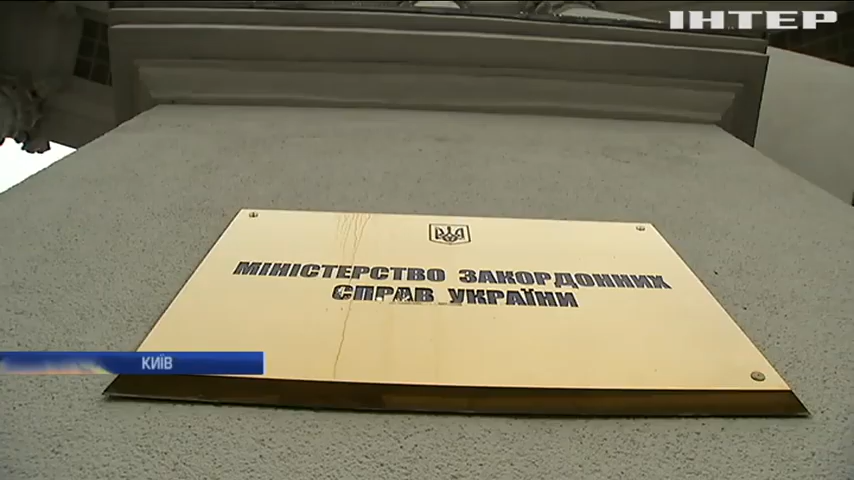 ІНТЕР
МІНІСТЕРСТВО ЗАКОРДОННИХ
СПРАВ УКРАЇНИ
КИЇВ